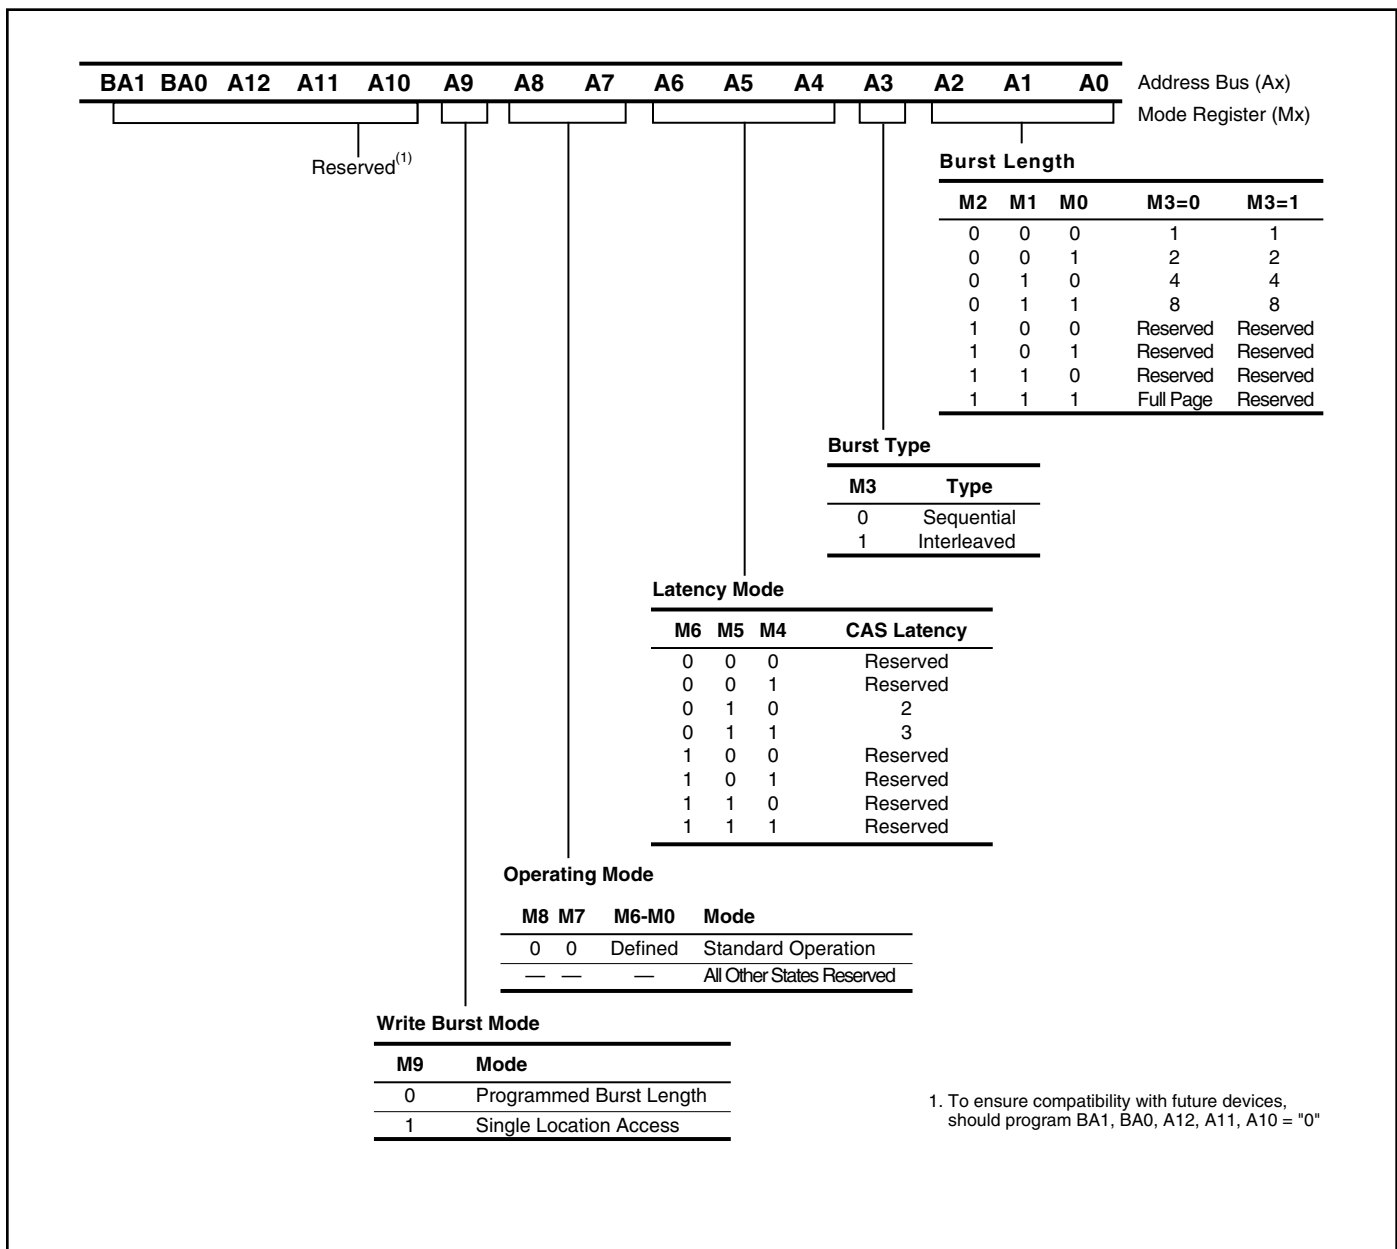 BA1 BA0 A12 A11 A10 A9 A8 A7 A6 A5 A4 A3 A2 A1 A0 Address Bus (Ax)
Mode Register (Mx)
Reserved(1)
Burst Length
M2 M1 M0 M3=0 M3=1
0 0 0 1 1
0 0 1 2 2
0 1 0 4 4
0 1 1 8 8
1 0 0 Reserved Reserved
1 0 1 Reserved Reserved
1 1 0 Reserved Reserved
1 1 1 Full Page Reserved
Burst Type
M3 Type
0 Sequential
1 Interleaved
Latency Mode
M6 M5 M4 CAS Latency
0 0 0 Reserved
0 0 1 Reserved
0 1 0 2
0 1 1 3
1 0 0 Reserved
1 0 1 Reserved
1 1 0 Reserved
1 1 1 Reserved
Operating Mode
M8 M7 M6-M0 Mode
0 0 Defined Standard Operation
— — — All Other States Reserved
Write Burst Mode
M9 Mode
0 Programmed Burst Length
1 Single Location Access
1. To ensure compatibility with future devices,
should program BA1, BA0, A12, A11, A10 = "0"